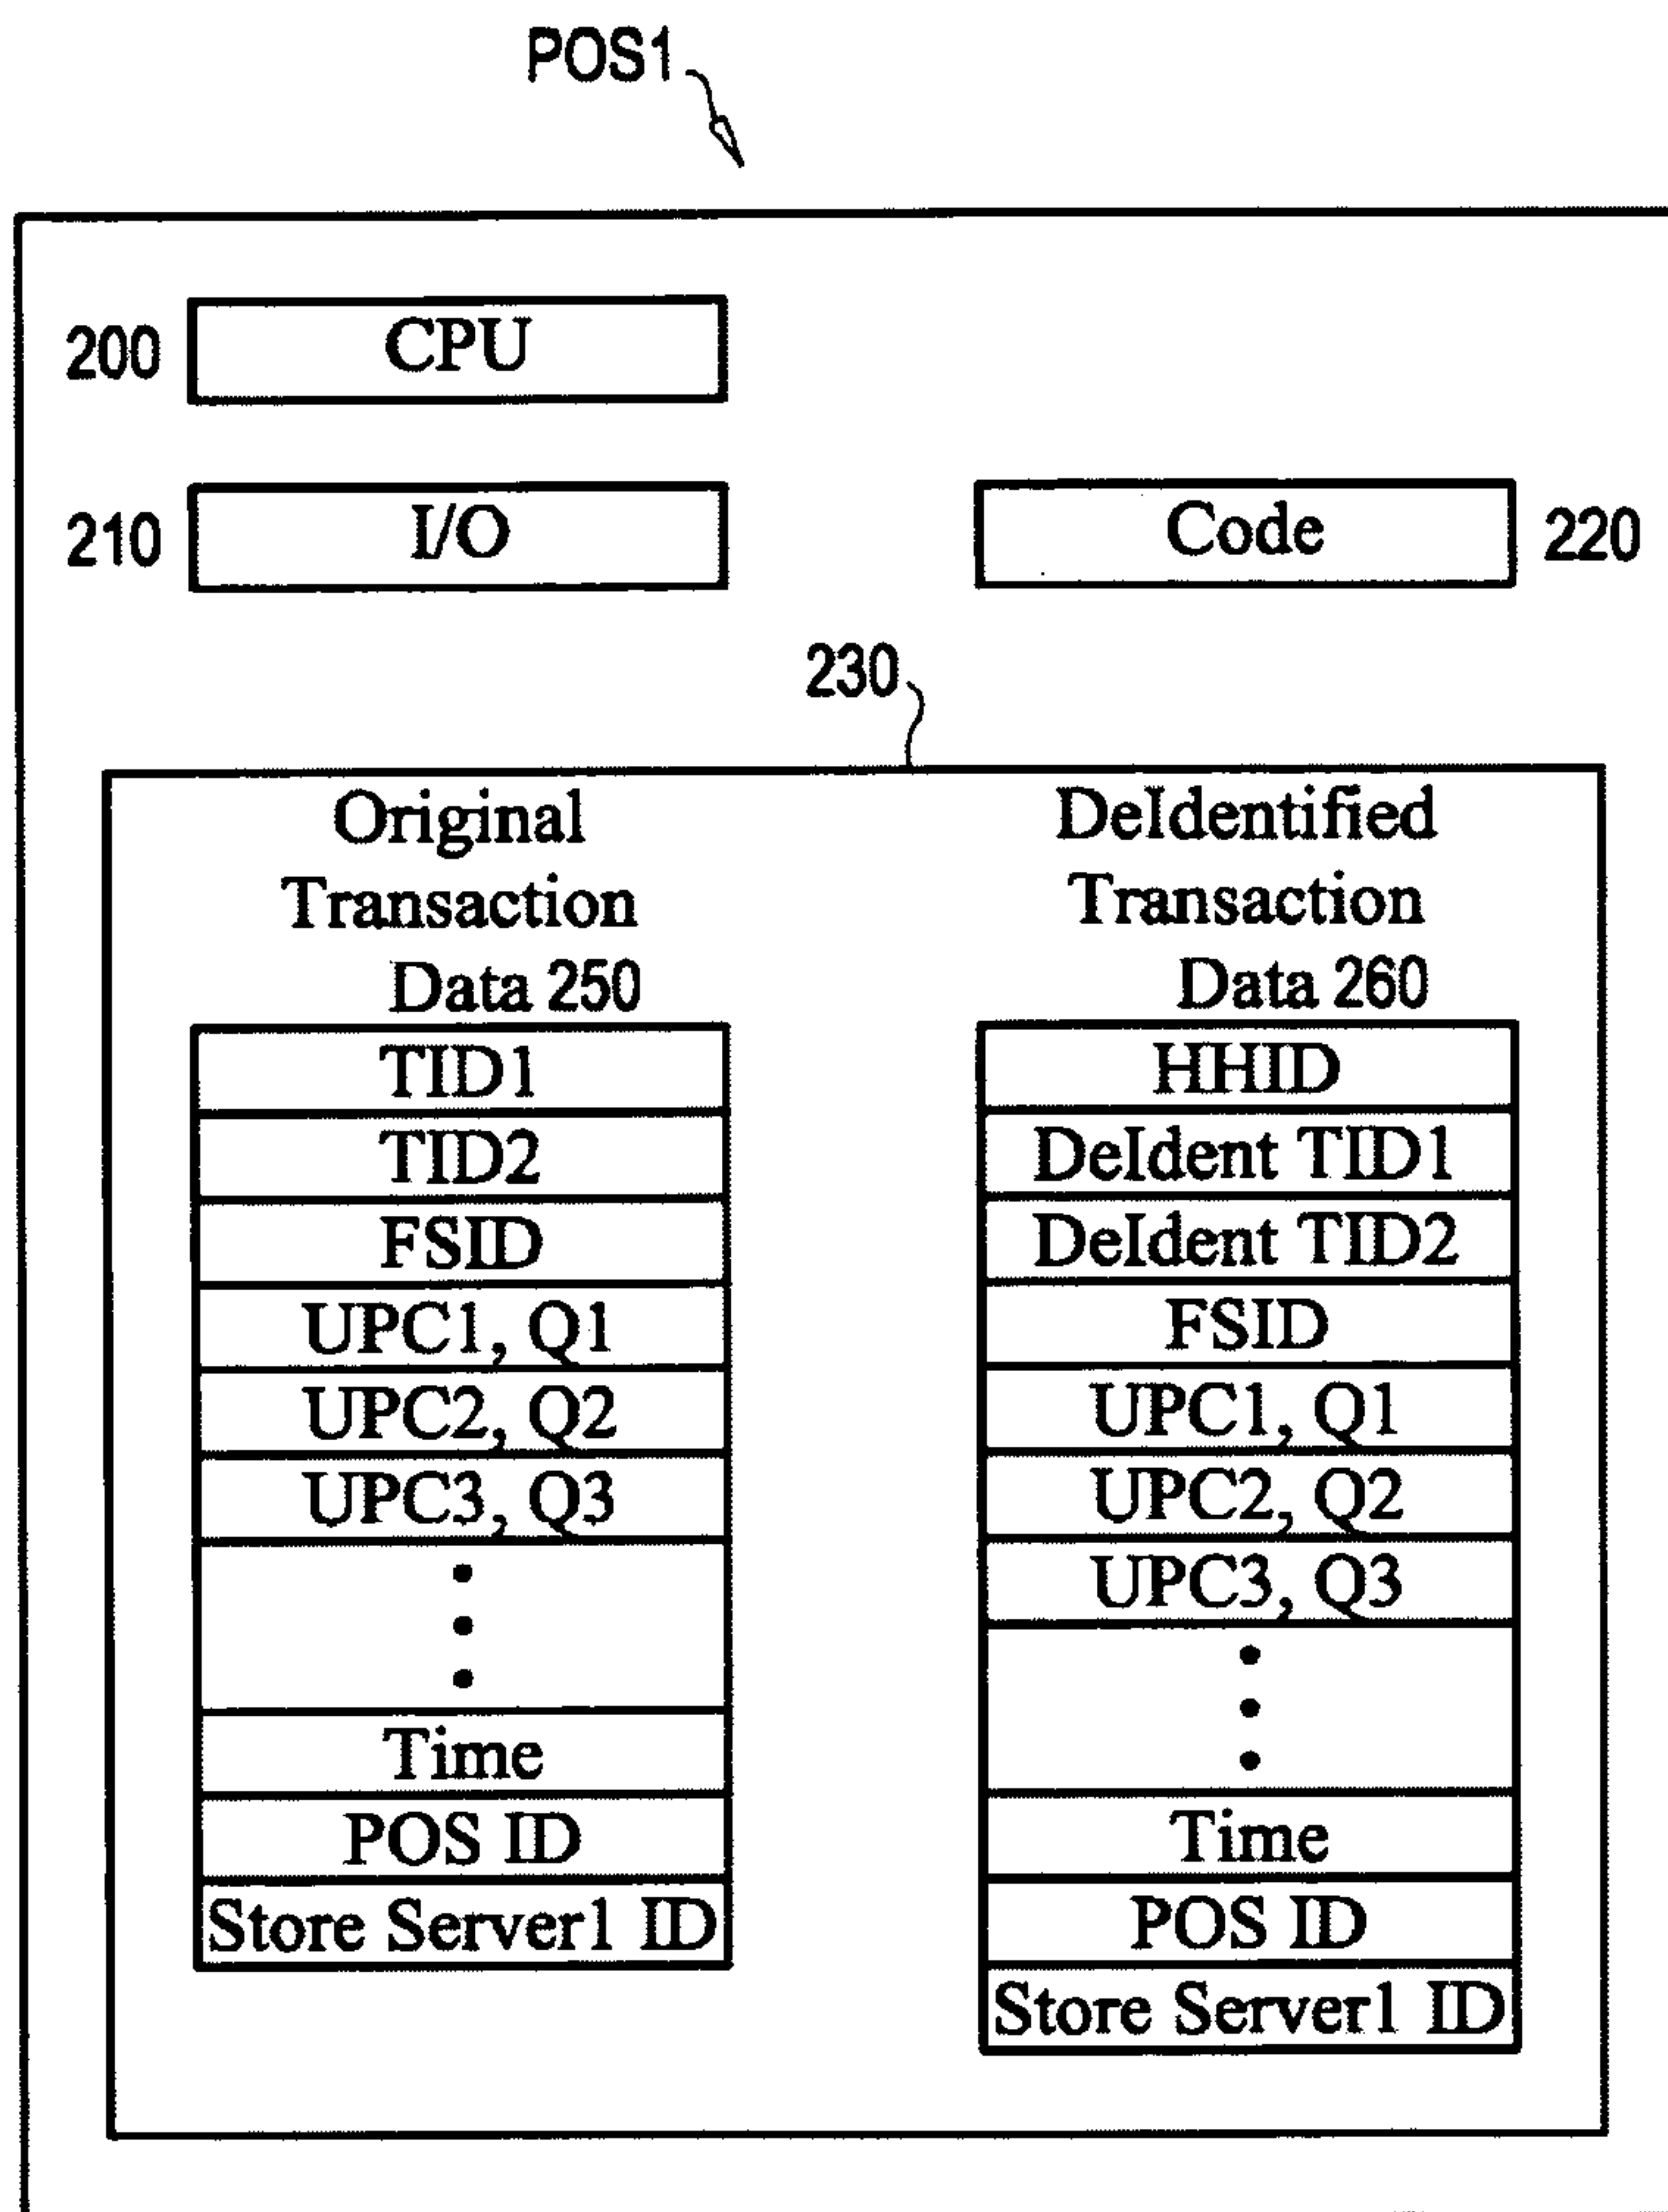 POS1
200 CPU
210 I/O
Code 220
230
Original
Transaction
Data 250
TID1
TID2
FSID
UPC1, Q1
UPC2, Q2
UPC3, Q3
Time
POS ID
Store Server1 ID
DeIdentified
Transaction
Data 260
HHID
DeIdent TID1
DeIdent TID2
FSID
UPC1, Q1
UPC2, Q2
UPC3, Q3
Time
POS ID
Store Server1 ID